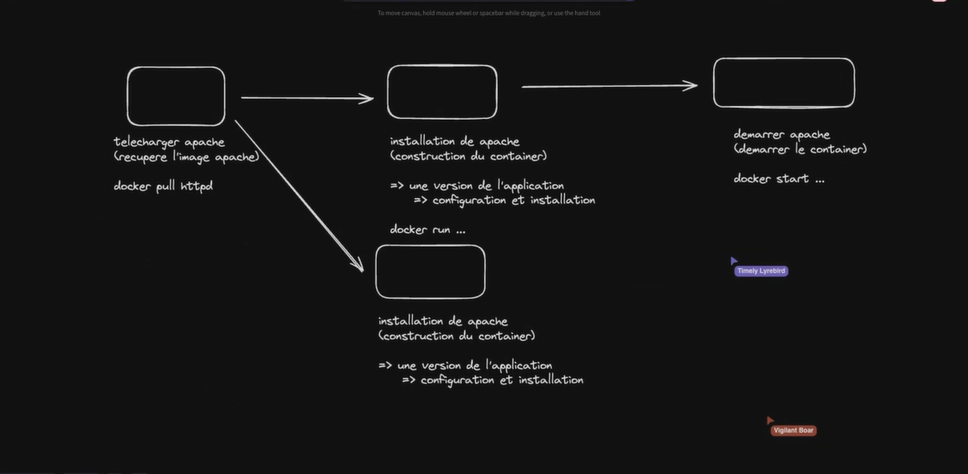 To move canvas, hold mouse wheel or spacebar while dragging, or use the hand tool
telecharger apache
(recupere l'image apache)
docker pull httpd
installation de apache
(construction du container)
=> une version de l'application
=> configuration et installation
docker run ...
demarrer apache
(demarrer le container)
docker start ...
Timely Lyrebird
installation de apache
(construction du container)
=> une version de l'application
=> configuration et installation
Vigilant Boar